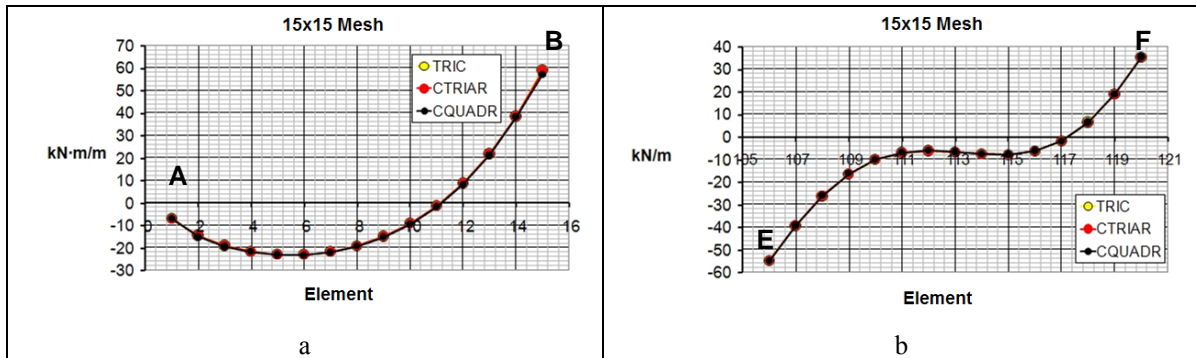 15x15 Mesh
70
60
50
40
30
20
10
0
-10
-20
-30
kN·m/m
0 2 4 6 8 10 12 14 16
A
B
TRIC
CTRIAR
CQUADR
Element
a
15x15 Mesh
40
30
20
10
0
-10
-20
-30
-40
-50
-60
kN/m
105 107 109 111 113 115 117 119 121
E
F
TRIC
CTRIAR
CQUADR
Element
b